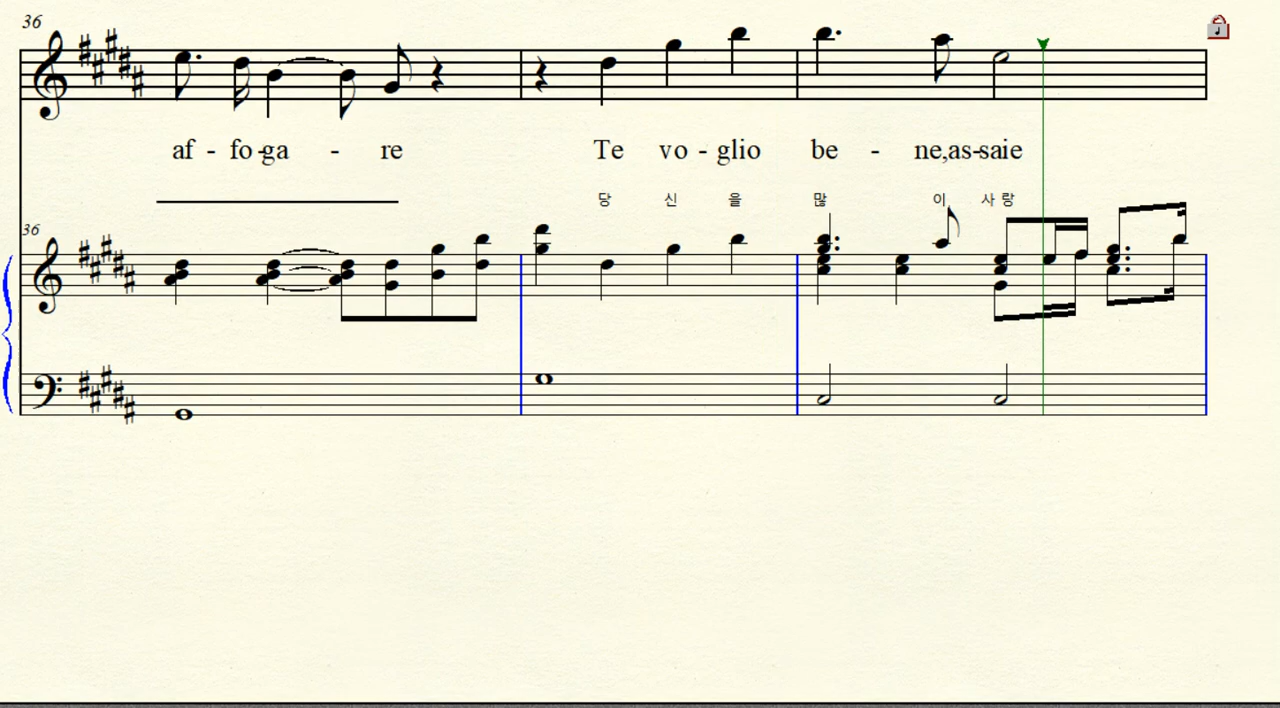 36
af - fo - ga - re Te vo - glio be - ne,as - saie
당 신 을 많 이 사 랑
36